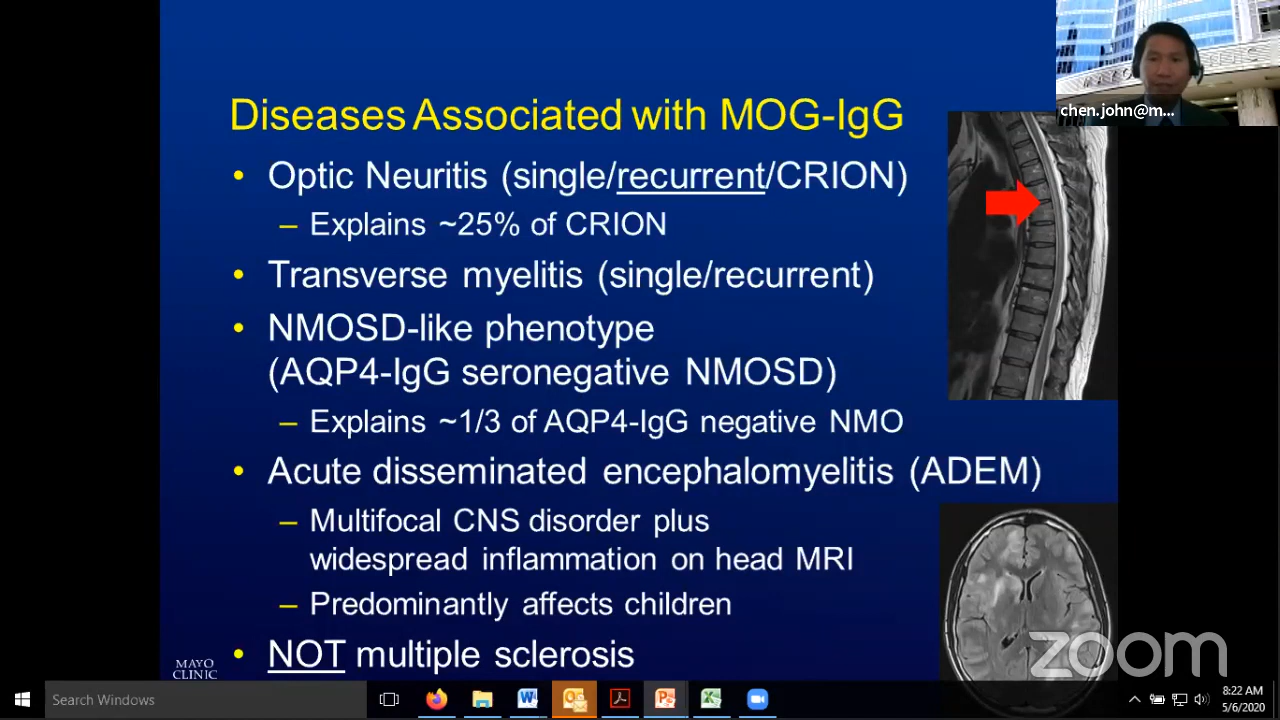 chen.john@m...
Diseases Associated with MOG-IgG
• Optic Neuritis (single/recurrent/CRION)
– Explains ~25% of CRION
• Transverse myelitis (single/recurrent)
• NMOSD-like phenotype
(AQP4-IgG seronegative NMOSD)
– Explains ~1/3 of AQP4-IgG negative NMO
• Acute disseminated encephalomyelitis (ADEM)
– Multifocal CNS disorder plus
widespread inflammation on head MRI
– Predominantly affects children
• NOT multiple sclerosis
MAYO
CLINIC
zoom
Search Windows
8:22 AM
5/6/2020